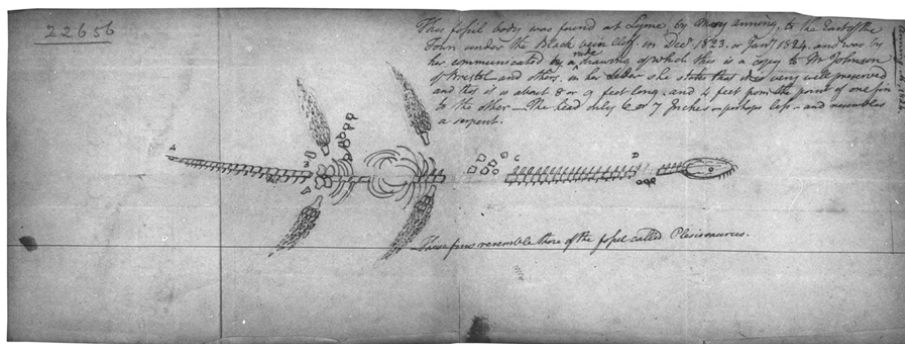 22656
This fossil body was found at Lyme, by Mary Anning, to the East of the
Town under the Black Cliff in Decr 1823. or Jany 1824. and was by
her communicated by a rude drawing of which this is a copy to Mr Johnson
of Bristol and others. in her letter she states that it is very well preserved
and that it is about 8 or 9 feet long. and 4 feet from the point of one fin
to the other — The head only 6 or 7 Inches — perhaps less — and resembles
a serpent.
A
B
C
D
These fins resemble those of the fossil called Plesiosaurus.